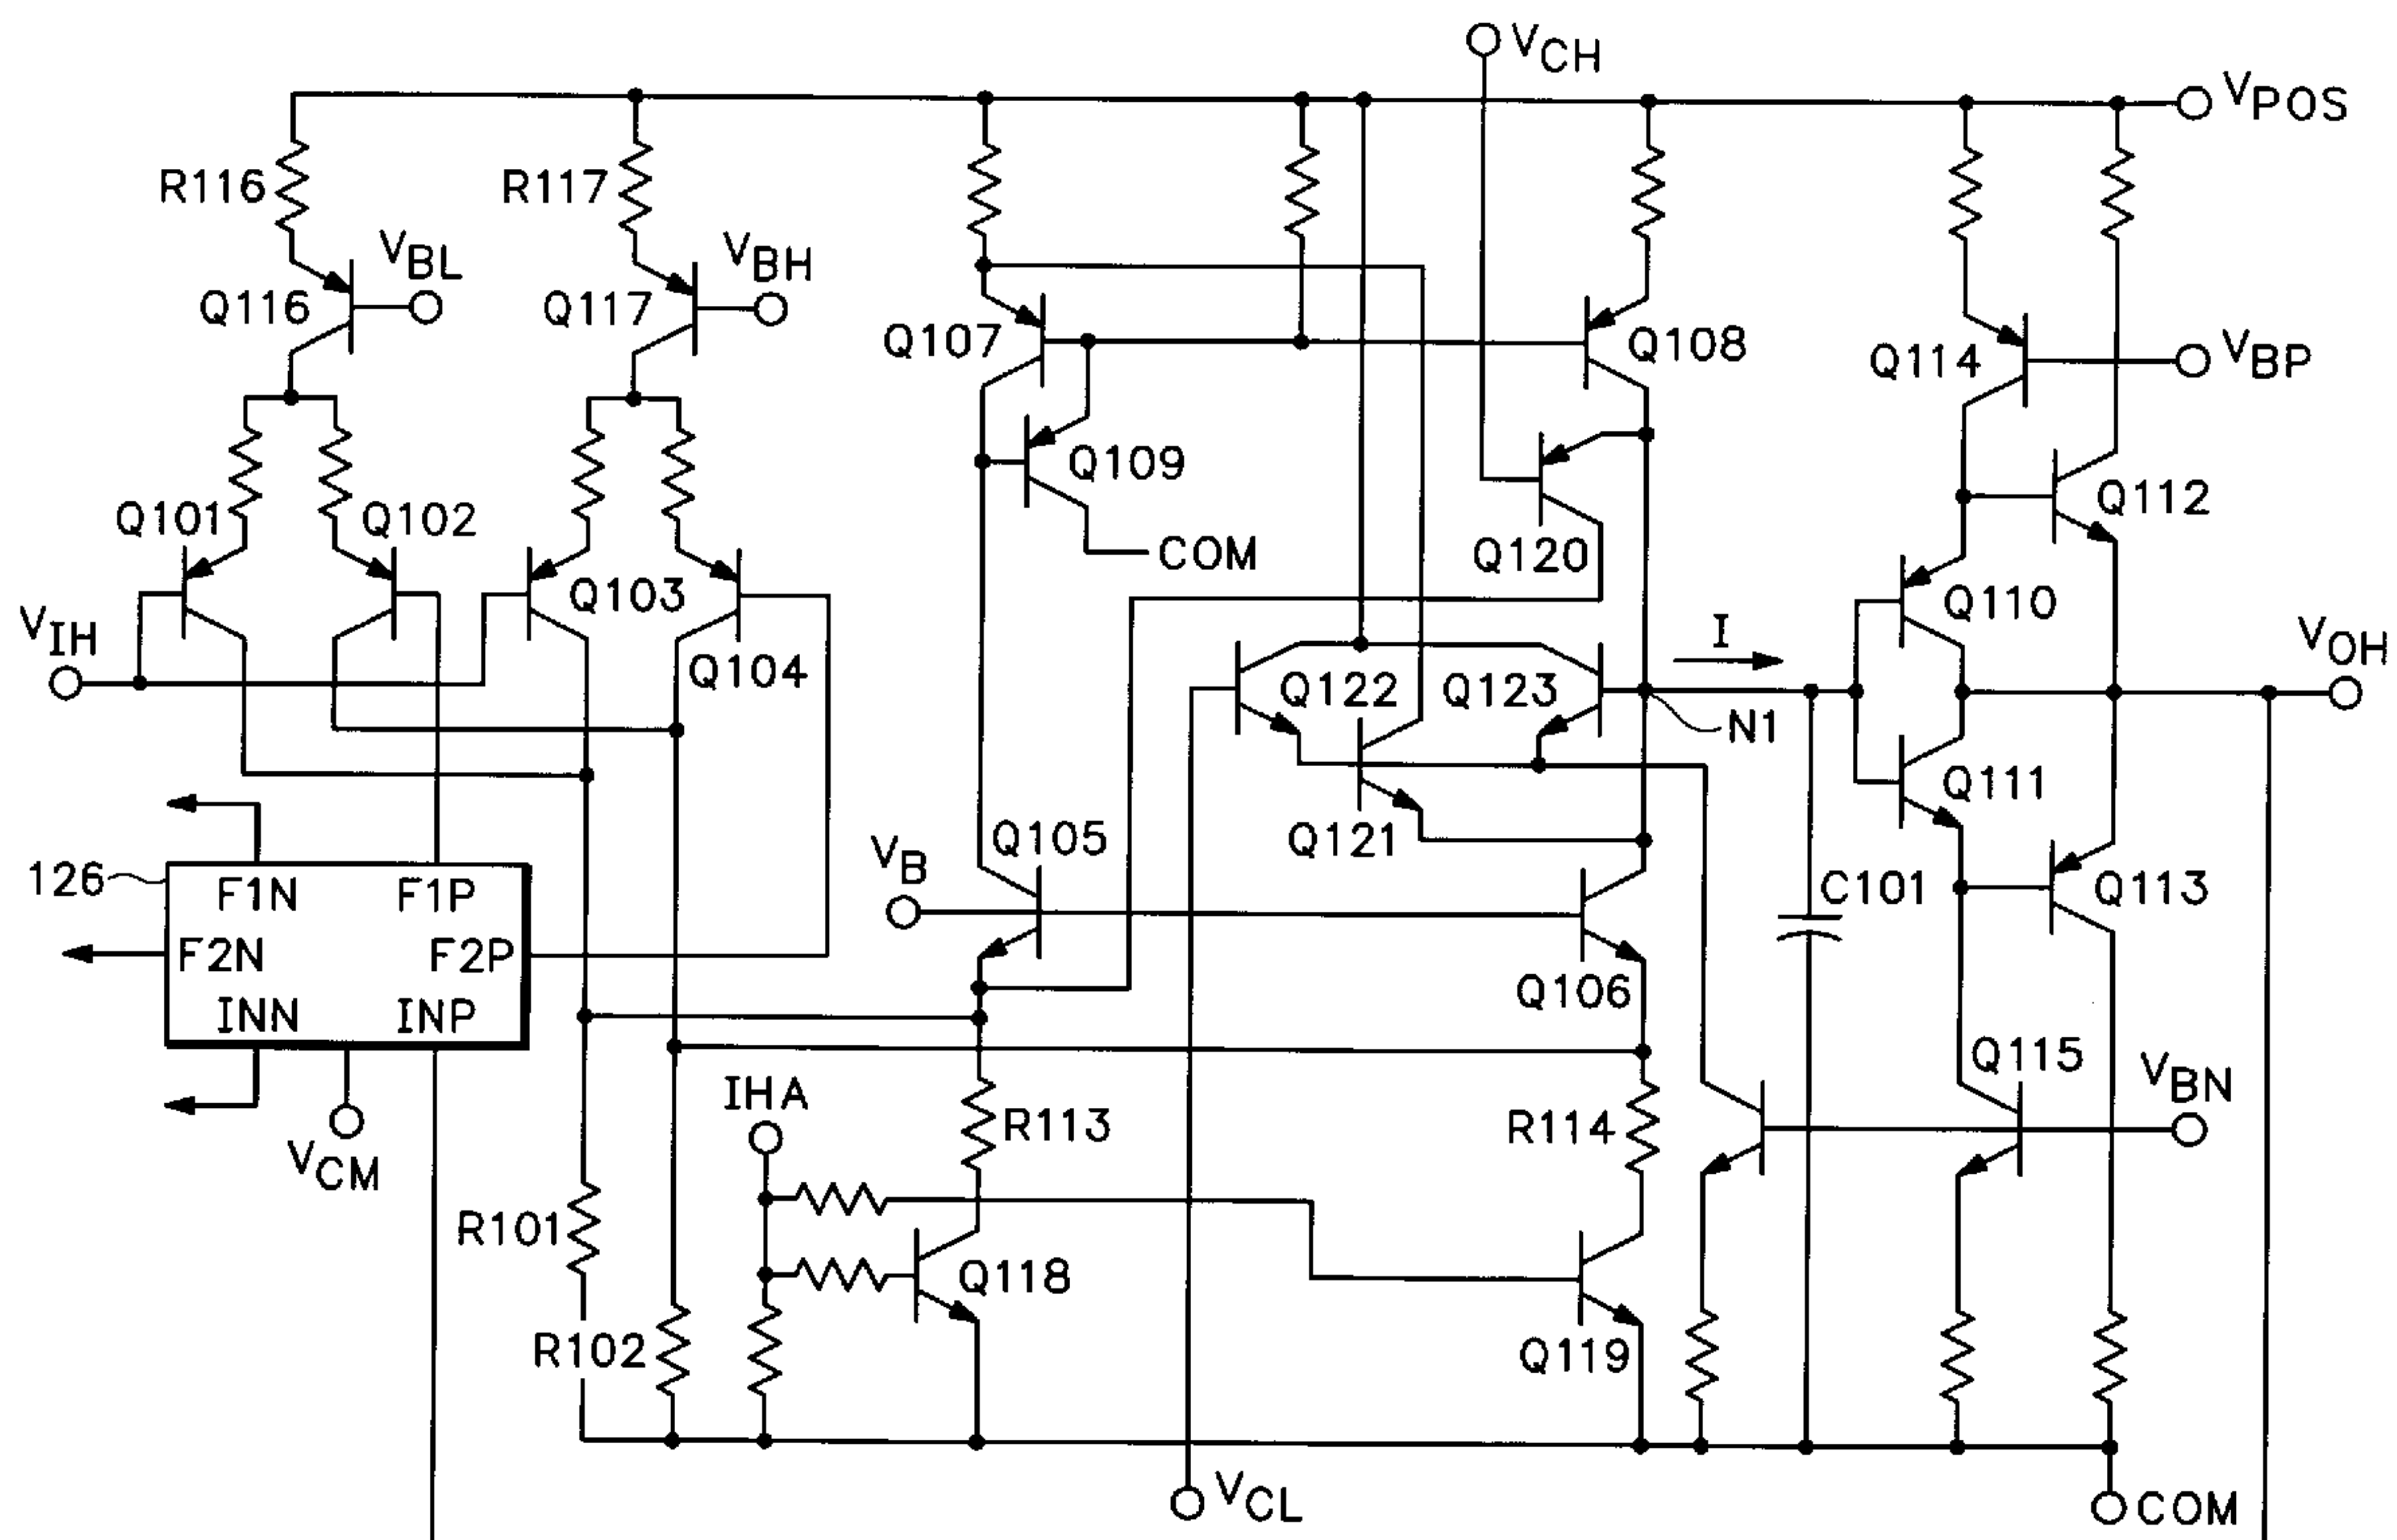 VCH
VPOS
R116
R117
VBL
VBH
Q116
Q117
Q107
Q108
Q114
VBP
Q109
Q112
Q101
Q102
COM
Q120
Q103
Q110
VIH
Q104
I
VOH
Q122
Q123
N1
Q111
Q105
Q121
VB
126
F1N
F1P
C101
Q113
F2N
F2P
Q106
INN
INP
Q115
VBN
IHA
R113
R114
VCM
R101
Q118
R102
Q119
VCL
COM